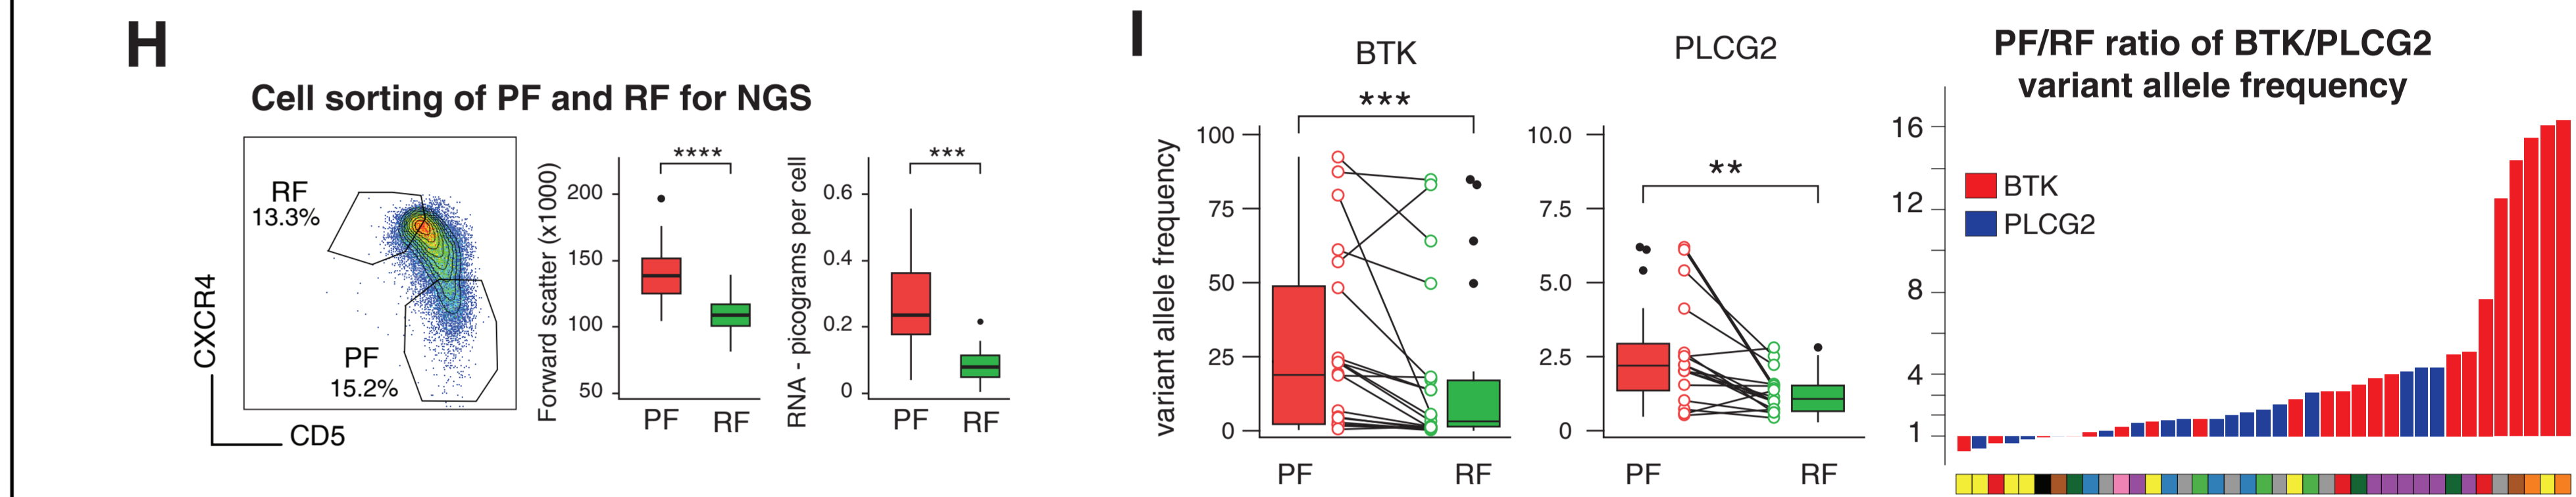 H
Cell sorting of PF and RF for NGS
RF
13.3%
PF
15.2%
CXCR4
CD5
Forward scatter (x1000)
200
150
100
50
****
PF RF
RNA - picograms per cell
0.6
0.4
0.2
0
***
PF RF
I
BTK
***
variant allele frequency
100
75
50
25
0
PF RF
PLCG2
**
10.0
7.5
5.0
2.5
0
PF RF
PF/RF ratio of BTK/PLCG2
variant allele frequency
16
12
8
4
1
BTK
PLCG2